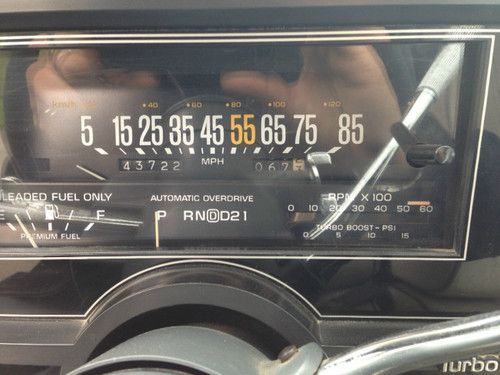 km/h 40 60 80 100 120
5 15 25 35 45 55 65 75 85
43722 MPH 067
LEADED FUEL ONLY AUTOMATIC OVERDRIVE RPM X 100
E F P RNDD21 0 10 20 30 40 50 60
PREMIUM FUEL TURBO BOOST-PSI
0 5 10 15
Turbo